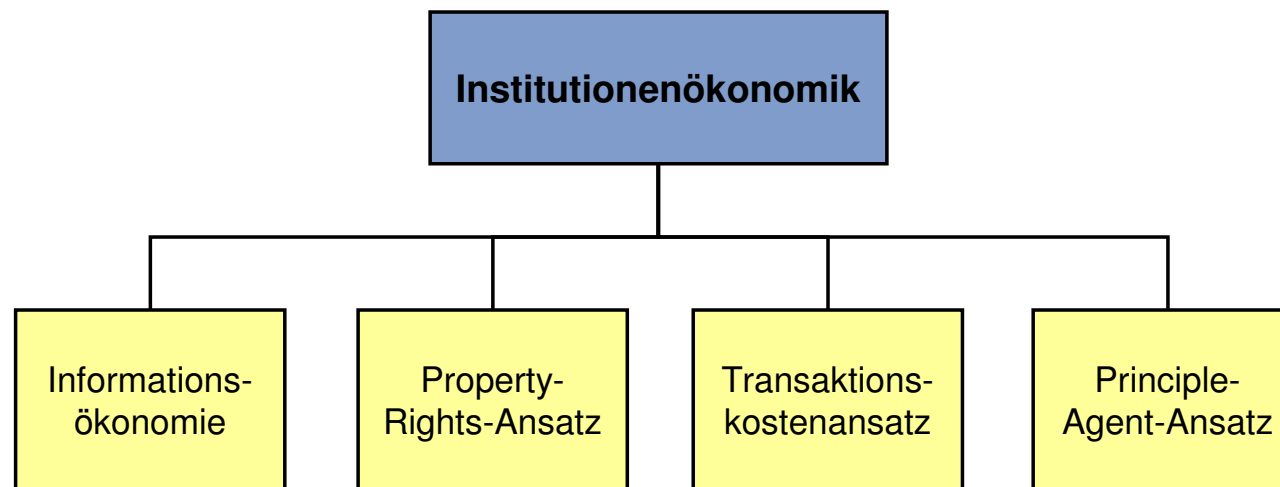 Institutionenökonomik
Informations-
ökonomie
Property-
Rights-Ansatz
Transaktions-
kostenansatz
Principle-
Agent-Ansatz